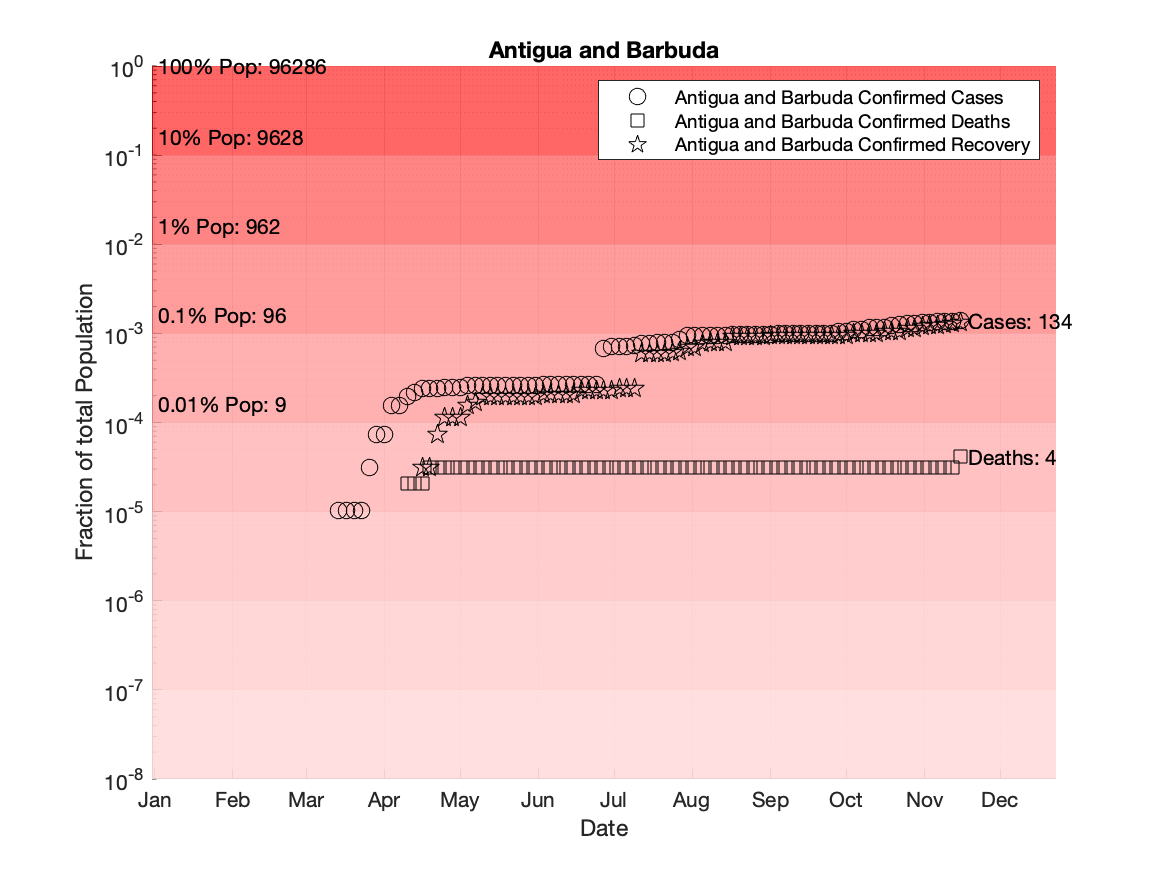 Antigua and Barbuda
10^0
100% Pop: 96286
Antigua and Barbuda Confirmed Cases
Antigua and Barbuda Confirmed Deaths
Antigua and Barbuda Confirmed Recovery
10% Pop: 9628
10^-1
1% Pop: 962
10^-2
0.1% Pop: 96
Cases: 134
10^-3
0.01% Pop: 9
10^-4
Deaths: 4
10^-5
10^-6
10^-7
10^-8
Fraction of total Population
Jan Feb Mar Apr May Jun Jul Aug Sep Oct Nov Dec
Date